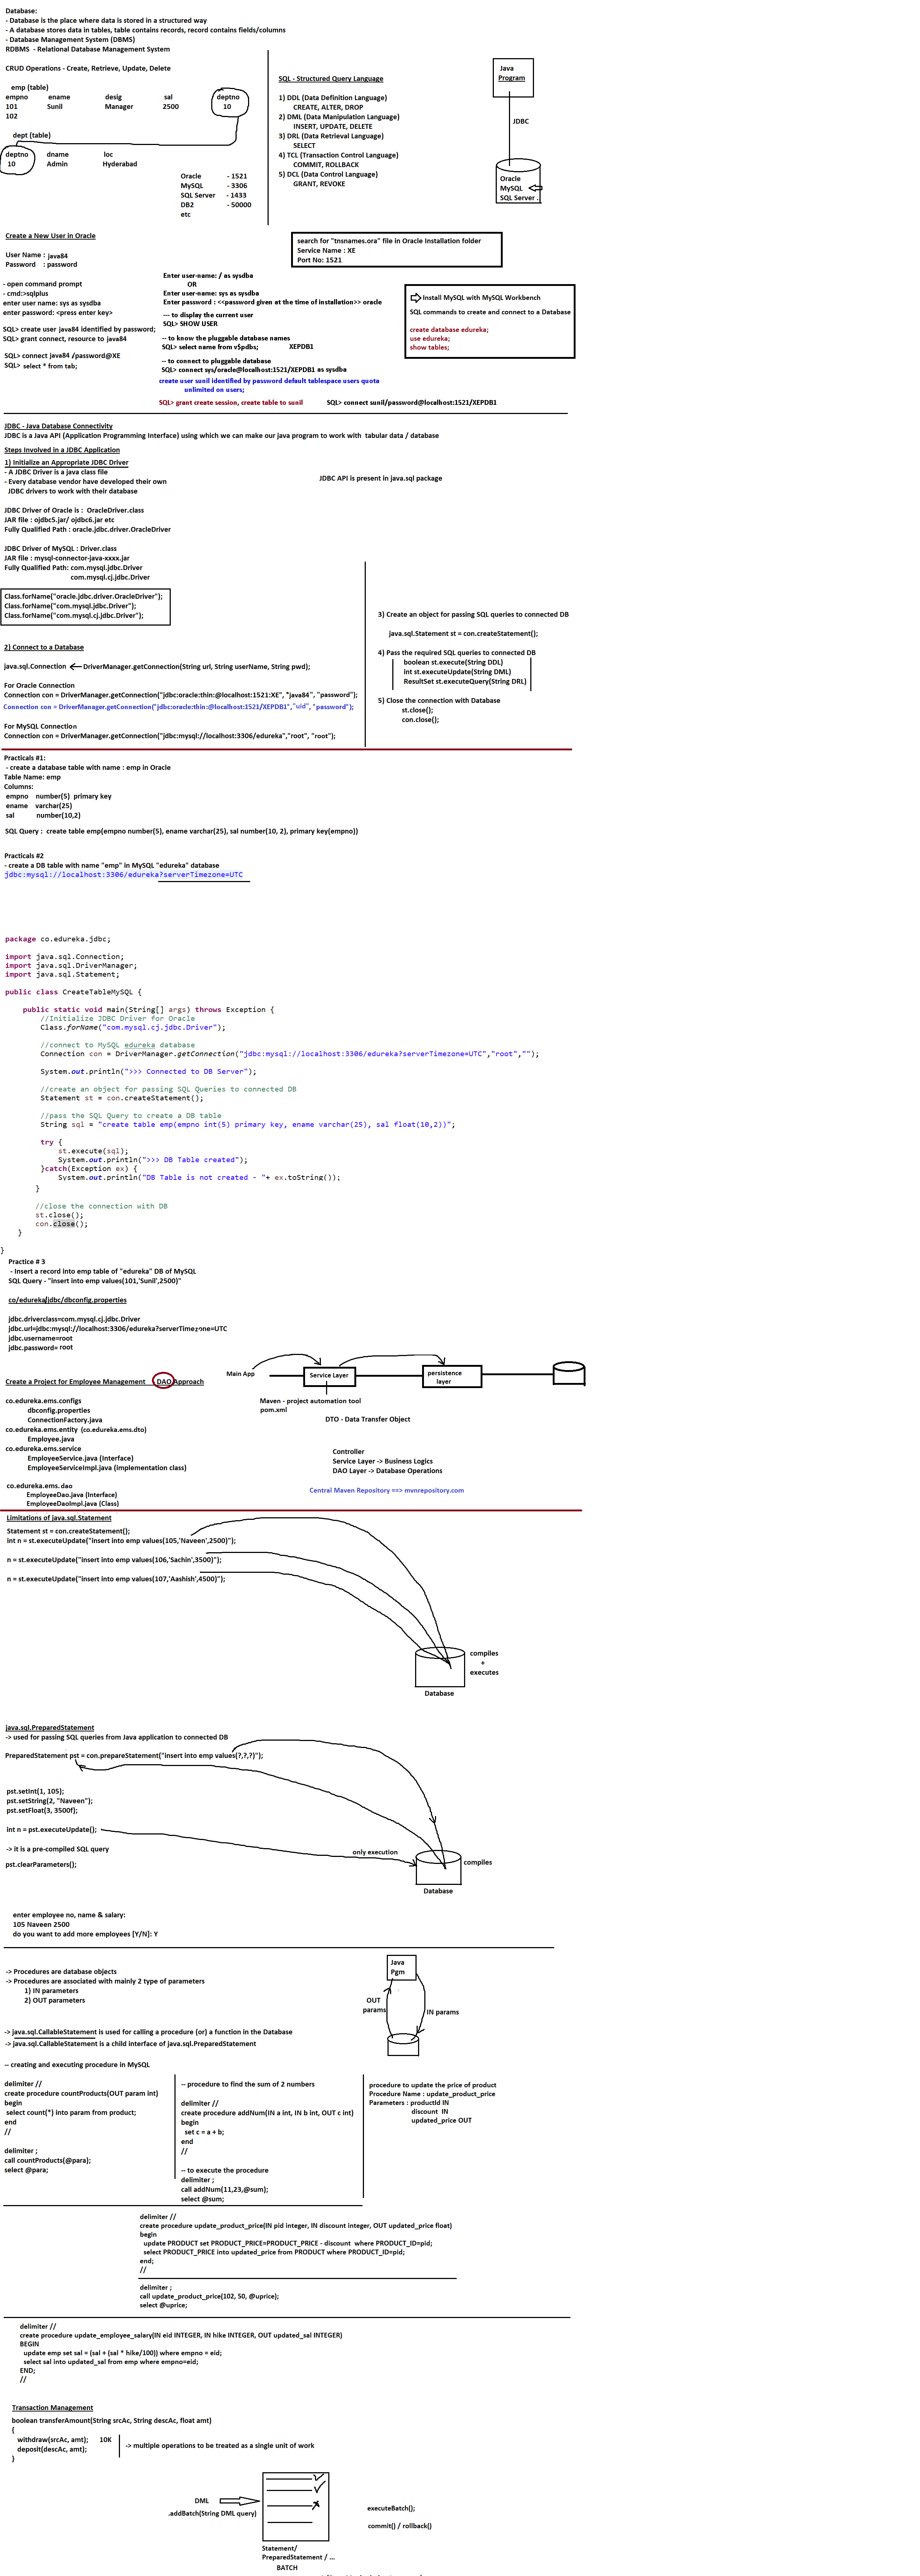 Database:
- Database is the place where data is stored in a structured way
- A database stores data in tables, table contains records, record contains fields/columns
- Database Management System (DBMS)
RDBMS - Relational Database Management System
CRUD Operations - Create, Retrieve, Update, Delete
emp (table)
empno ename desig sal deptno
101 Sunil Manager 2500 10
102
dept (table)
deptno dname loc
10 Admin Hyderabad
Oracle - 1521
MySQL - 3306
SQL Server - 1433
DB2 - 50000
etc
SQL - Structured Query Language
1) DDL (Data Definition Language)
CREATE, ALTER, DROP
2) DML (Data Manipulation Language)
INSERT, UPDATE, DELETE
3) DRL (Data Retrieval Language)
SELECT
4) TCL (Transaction Control Language)
COMMIT, ROLLBACK
5) DCL (Data Control Language)
GRANT, REVOKE
Java
Program
JDBC
Oracle
MySQL
SQL Server .
Create a New User in Oracle
User Name : java84
Password : password
- open command prompt
- cmd:>sqlplus
enter user name: sys as sysdba
enter password: <press enter key>
SQL> create user java84 identified by password;
SQL> grant connect, resource to java84
SQL> connect java84 /password@XE
SQL> select * from tab;
search for "tnsnames.ora" file in Oracle Installation folder
Service Name : XE
Port No: 1521
Enter user-name: / as sysdba
OR
Enter user-name: sys as sysdba
Enter password : <<password given at the time of installation>> oracle
--- to display the current user
SQL> SHOW USER
-- to know the pluggable database names
SQL> select name from v$pdbs; XEPDB1
-- to connect to pluggable database
SQL> connect sys/oracle@localhost:1521/XEPDB1 as sysdba
create user sunil identified by password default tablespace users quota
unlimited on users;
SQL> grant create session, create table to sunil SQL> connect sunil/password@localhost:1521/XEPDB1
Install MySQL with MySQL Workbench
SQL commands to create and connect to a Database
create database edureka;
use edureka;
show tables;
JDBC - Java Database Connectivity
JDBC is a Java API (Application Programming Interface) using which we can make our java program to work with tabular data / database
Steps Involved in a JDBC Application
1) Initialize an Appropriate JDBC Driver
- A JDBC Driver is a java class file
- Every database vendor have developed their own
JDBC drivers to work with their database
JDBC API is present in java.sql package
JDBC Driver of Oracle is : OracleDriver.class
JAR file : ojdbc5.jar/ ojdbc6.jar etc
Fully Qualified Path : oracle.jdbc.driver.OracleDriver
JDBC Driver of MySQL : Driver.class
JAR file : mysql-connector-java-xxxx.jar
Fully Qualified Path: com.mysql.jdbc.Driver
com.mysql.cj.jdbc.Driver
Class.forName("oracle.jdbc.driver.OracleDriver");
Class.forName("com.mysql.jdbc.Driver");
Class.forName("com.mysql.cj.jdbc.Driver");
2) Connect to a Database
java.sql.Connection DriverManager.getConnection(String url, String userName, String pwd);
For Oracle Connection
Connection con = DriverManager.getConnection("jdbc:oracle:thin:@localhost:1521:XE", "java84", "password");
Connection con = DriverManager.getConnection("jdbc:oracle:thin:@localhost:1521/XEPDB1","uid", "password");
For MySQL Connection
Connection con = DriverManager.getConnection("jdbc:mysql://localhost:3306/edureka","root", "root");
3) Create an object for passing SQL queries to connected DB
java.sql.Statement st = con.createStatement();
4) Pass the required SQL queries to connected DB
boolean st.execute(String DDL)
int st.executeUpdate(String DML)
ResultSet st.executeQuery(String DRL)
5) Close the connection with Database
st.close();
con.close();
Practicals #1:
- create a database table with name : emp in Oracle
Table Name: emp
Columns:
empno number(5) primary key
ename varchar(25)
sal number(10,2)
SQL Query : create table emp(empno number(5), ename varchar(25), sal number(10, 2), primary key(empno))
Practicals #2
- create a DB table with name "emp" in MySQL "edureka" database
jdbc:mysql://localhost:3306/edureka?serverTimezone=UTC
package co.edureka.jdbc;
import java.sql.Connection;
import java.sql.DriverManager;
import java.sql.Statement;
public class CreateTableMySQL {
public static void main(String[] args) throws Exception {
//Initialize JDBC Driver for Oracle
Class.forName("com.mysql.cj.jdbc.Driver");
//connect to MySQL edureka database
Connection con = DriverManager.getConnection("jdbc:mysql://localhost:3306/edureka?serverTimezone=UTC","root","");
System.out.println(">>> Connected to DB Server");
//create an object for passing SQL Queries to connected DB
Statement st = con.createStatement();
//pass the SQL Query to create a DB table
String sql = "create table emp(empno int(5) primary key, ename varchar(25), sal float(10,2))";
try {
st.execute(sql);
System.out.println(">>> DB Table created");
}catch(Exception ex) {
System.out.println("DB Table is not created - "+ ex.toString());
}
//close the connection with DB
st.close();
con.close();
}
}
Practice # 3
- Insert a record into emp table of "edureka" DB of MySQL
SQL Query - "insert into emp values(101,'Sunil',2500)"
co/edureka/jdbc/dbconfig.properties
jdbc.driverclass=com.mysql.cj.jdbc.Driver
jdbc.url=jdbc:mysql://localhost:3306/edureka?serverTimezone=UTC
jdbc.username=root
jdbc.password= root
Create a Project for Employee Management DAO Approach
Main App
Service Layer
persistence
layer
Maven - project automation tool
pom.xml
DTO - Data Transfer Object
co.edureka.ems.configs
dbconfig.properties
ConnectionFactory.java
co.edureka.ems.entity (co.edureka.ems.dto)
Employee.java
co.edureka.ems.service
EmployeeService.java (Interface)
EmployeeServiceImpl.java (implementation class)
co.edureka.ems. dao
EmployeeDao.java (Interface)
EmployeeDaoImpl.java (Class)
Controller
Service Layer -> Business Logics
DAO Layer -> Database Operations
Central Maven Repository ==> mvnrepository.com
Limitations of java.sql.Statement
Statement st = con.createStatement();
int n = st.executeUpdate("insert into emp values(105,'Naveen',2500)");
n = st.executeUpdate("insert into emp values(106,'Sachin',3500)");
n = st.executeUpdate("insert into emp values(107,'Aashish',4500)");
compiles
+
executes
Database
java.sql.PreparedStatement
-> used for passing SQL queries from Java application to connected DB
PreparedStatement pst = con.prepareStatement("insert into emp values(?,?,?)");
pst.setInt(1, 105);
pst.setString(2, "Naveen");
pst.setFloat(3, 3500f);
int n = pst.executeUpdate();
-> it is a pre-compiled SQL query
pst.clearParameters();
only execution
compiles
Database
enter employee no, name & salary:
105 Naveen 2500
do you want to add more employees [Y/N]: Y
-> Procedures are database objects
-> Procedures are associated with mainly 2 type of parameters
1) IN parameters
2) OUT parameters
Java
Pgm
OUT
params
IN params
-> java.sql.CallableStatement is used for calling a procedure (or) a function in the Database
-> java.sql.CallableStatement is a child interface of java.sql.PreparedStatement
-- creating and executing procedure in MySQL
delimiter //
create procedure countProducts(OUT param int)
begin
select count(*) into param from product;
end
//
delimiter ;
call countProducts(@para);
select @para;
-- procedure to find the sum of 2 numbers
delimiter //
create procedure addNum(IN a int, IN b int, OUT c int)
begin
set c = a + b;
end
//
-- to execute the procedure
delimiter ;
call addNum(11,23,@sum);
select @sum;
procedure to update the price of product
Procedure Name : update_product_price
Parameters : productId IN
discount IN
updated_price OUT
delimiter //
create procedure update_product_price(IN pid integer, IN discount integer, OUT updated_price float)
begin
update PRODUCT set PRODUCT_PRICE=PRODUCT_PRICE - discount where PRODUCT_ID=pid;
select PRODUCT_PRICE into updated_price from PRODUCT where PRODUCT_ID=pid;
end;
//
delimiter ;
call update_product_price(102, 50, @uprice);
select @uprice;
delimiter //
create procedure update_employee_salary(IN eid INTEGER, IN hike INTEGER, OUT updated_sal INTEGER)
BEGIN
update emp set sal = (sal + (sal * hike/100)) where empno = eid;
select sal into updated_sal from emp where empno=eid;
END;
//
Transaction Management
boolean transferAmount(String srcAc, String descAc, float amt)
{
withdraw(srcAc, amt); 10K
deposit(descAc, amt);
}
-> multiple operations to be treated as a single unit of work
DML
.addBatch(String DML query)
executeBatch();
commit() / rollback()
Statement/
PreparedStatement / ...
BATCH